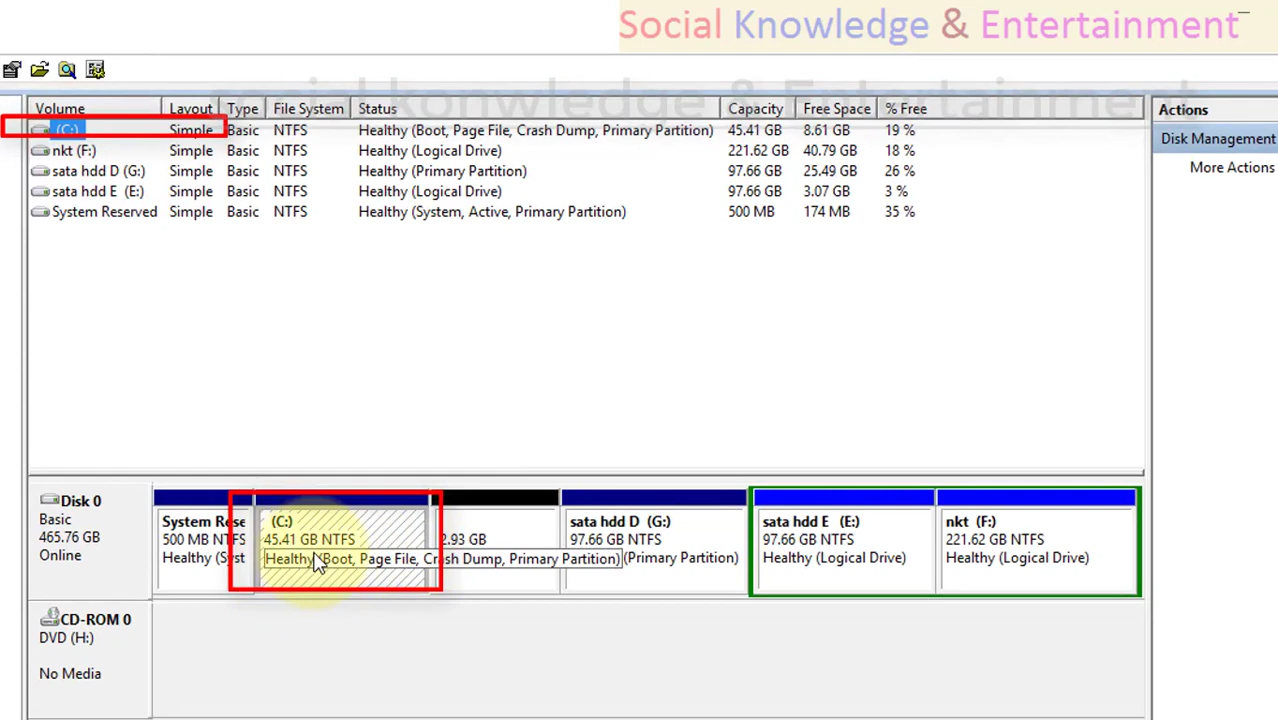 Social Knowledge & Entertainment
social konwledge & Entertainment
Volume Layout Type File System Status Capacity Free Space % Free
(C:) Simple Basic NTFS Healthy (Boot, Page File, Crash Dump, Primary Partition) 45.41 GB 8.61 GB 19 %
nkt (F:) Simple Basic NTFS Healthy (Logical Drive) 221.62 GB 40.79 GB 18 %
sata hdd D (G:) Simple Basic NTFS Healthy (Primary Partition) 97.66 GB 25.49 GB 26 %
sata hdd E (E:) Simple Basic NTFS Healthy (Logical Drive) 97.66 GB 3.07 GB 3 %
System Reserved Simple Basic NTFS Healthy (System, Active, Primary Partition) 500 MB 174 MB 35 %
Actions
Disk Management
More Actions
Disk 0
Basic
465.76 GB
Online
System Rese
500 MB NTFS
Healthy (Syst
(C:)
45.41 GB NTFS
Healthy (Boot, Page File, Crash Dump, Primary Partition)
2.93 GB
sata hdd D (G:)
97.66 GB NTFS
(Primary Partition)
sata hdd E (E:)
97.66 GB NTFS
Healthy (Logical Drive)
nkt (F:)
221.62 GB NTFS
Healthy (Logical Drive)
CD-ROM 0
DVD (H:)
No Media